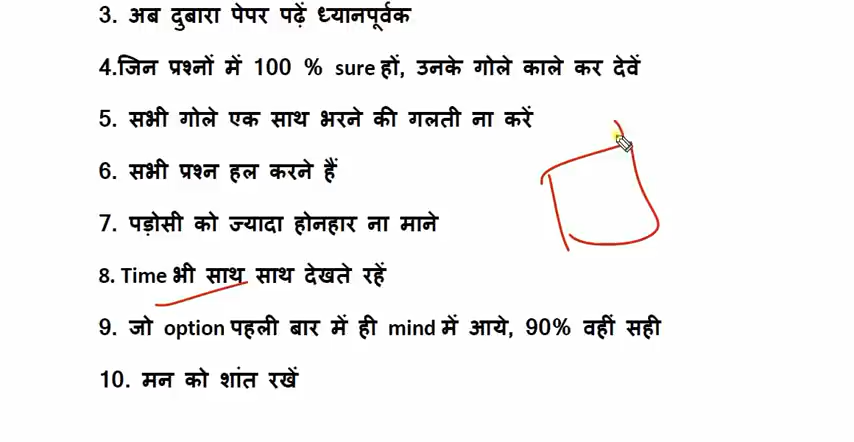 3. अब दुबारा पेपर पढ़ें ध्यानपूर्वक
4.जिन प्रश्नों में 100 % sure हों, उनके गोले काले कर देवें
5. सभी गोले एक साथ भरने की गलती ना करें
6. सभी प्रश्न हल करने हैं
7. पड़ोसी को ज्यादा होनहार ना माने
8. Time भी साथ साथ देखते रहें
9. जो option पहली बार में ही mind में आये, 90% वहीं सही
10. मन को शांत रखें